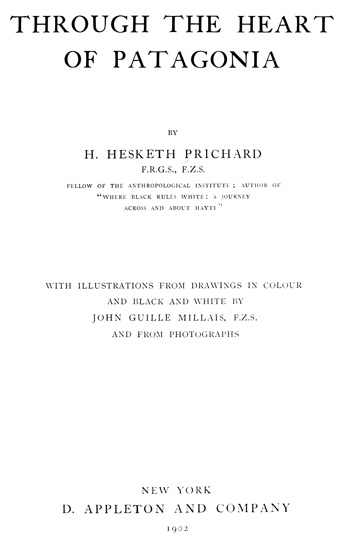 THROUGH THE HEART
OF PATAGONIA
BY
H. HESKETH PRICHARD
F.R.G.S., F.Z.S.
FELLOW OF THE ANTHROPOLOGICAL INSTITUTE; AUTHOR OF
"WHERE BLACK RULES WHITE: A JOURNEY
ACROSS AND ABOUT HAYTI"
WITH ILLUSTRATIONS FROM DRAWINGS IN COLOUR
AND BLACK AND WHITE BY
JOHN GUILLE MILLAIS, F.Z.S.
AND FROM PHOTOGRAPHS
NEW YORK
D. APPLETON AND COMPANY
1902